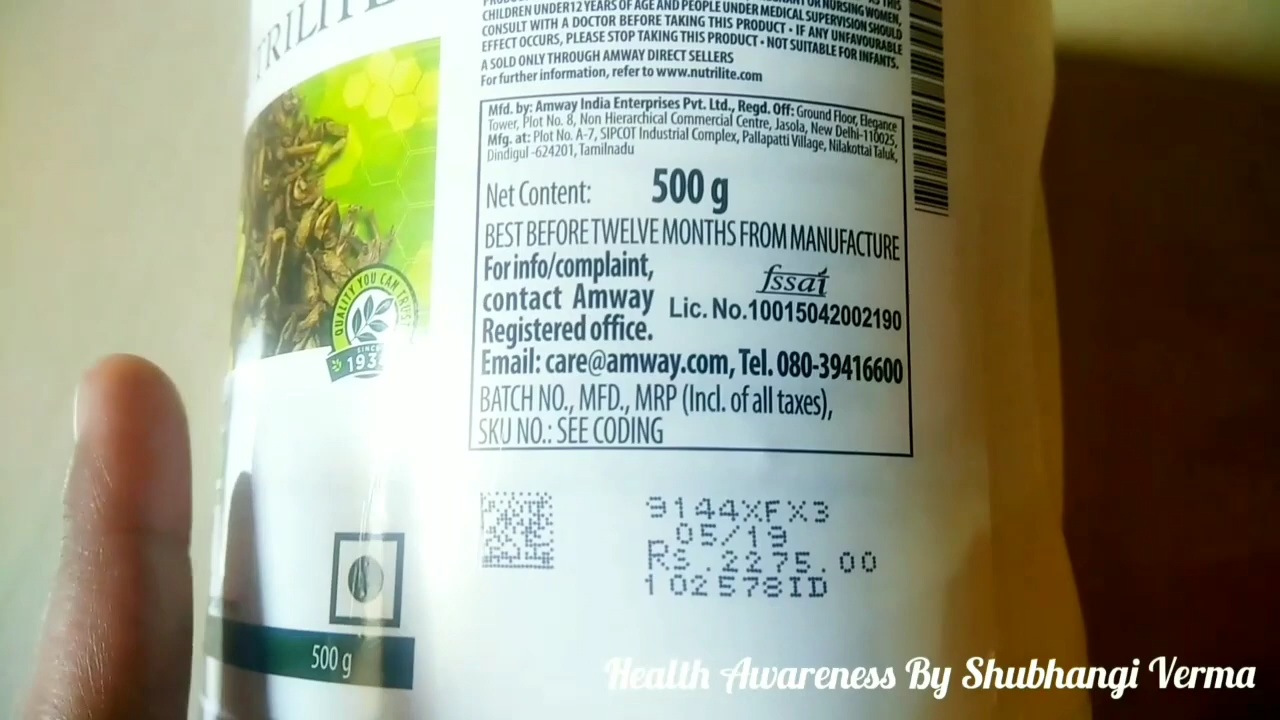 TRILITE
CHILDREN UNDER 12 YEARS OF AGE AND PEOPLE UNDER MEDICAL SUPERVISION SHOULD
CONSULT WITH A DOCTOR BEFORE TAKING THIS PRODUCT • IF ANY UNFAVOURABLE
EFFECT OCCURS, PLEASE STOP TAKING THIS PRODUCT • NOT SUITABLE FOR INFANTS.
A SOLD ONLY THROUGH AMWAY DIRECT SELLERS
For further information, refer to www.nutrilite.com
Mfd. by: Amway India Enterprises Pvt. Ltd., Regd. Off: Ground Floor, Elegance
Tower, Plot No. 8, Non Hierarchical Commercial Centre, Jasola, New Delhi-110025,
Mfg. at: Plot No. A-7, SIPCOT Industrial Complex, Pallapatti Village, Nilakottai Taluk,
Dindigul -624201, Tamilnadu
Net Content: 500 g
BEST BEFORE TWELVE MONTHS FROM MANUFACTURE
For info/complaint,
contact Amway
Registered office.
fssai
Lic. No.10015042002190
Email: care@amway.com, Tel. 080-39416600
BATCH NO., MFD., MRP (Incl. of all taxes),
SKU NO.: SEE CODING
QUALITY YOU CAN TRUST
SINCE
193
9144XFX3
05/19
Rs.2275.00
102578ID
500 g
Health Awareness By Shubhangi Verma